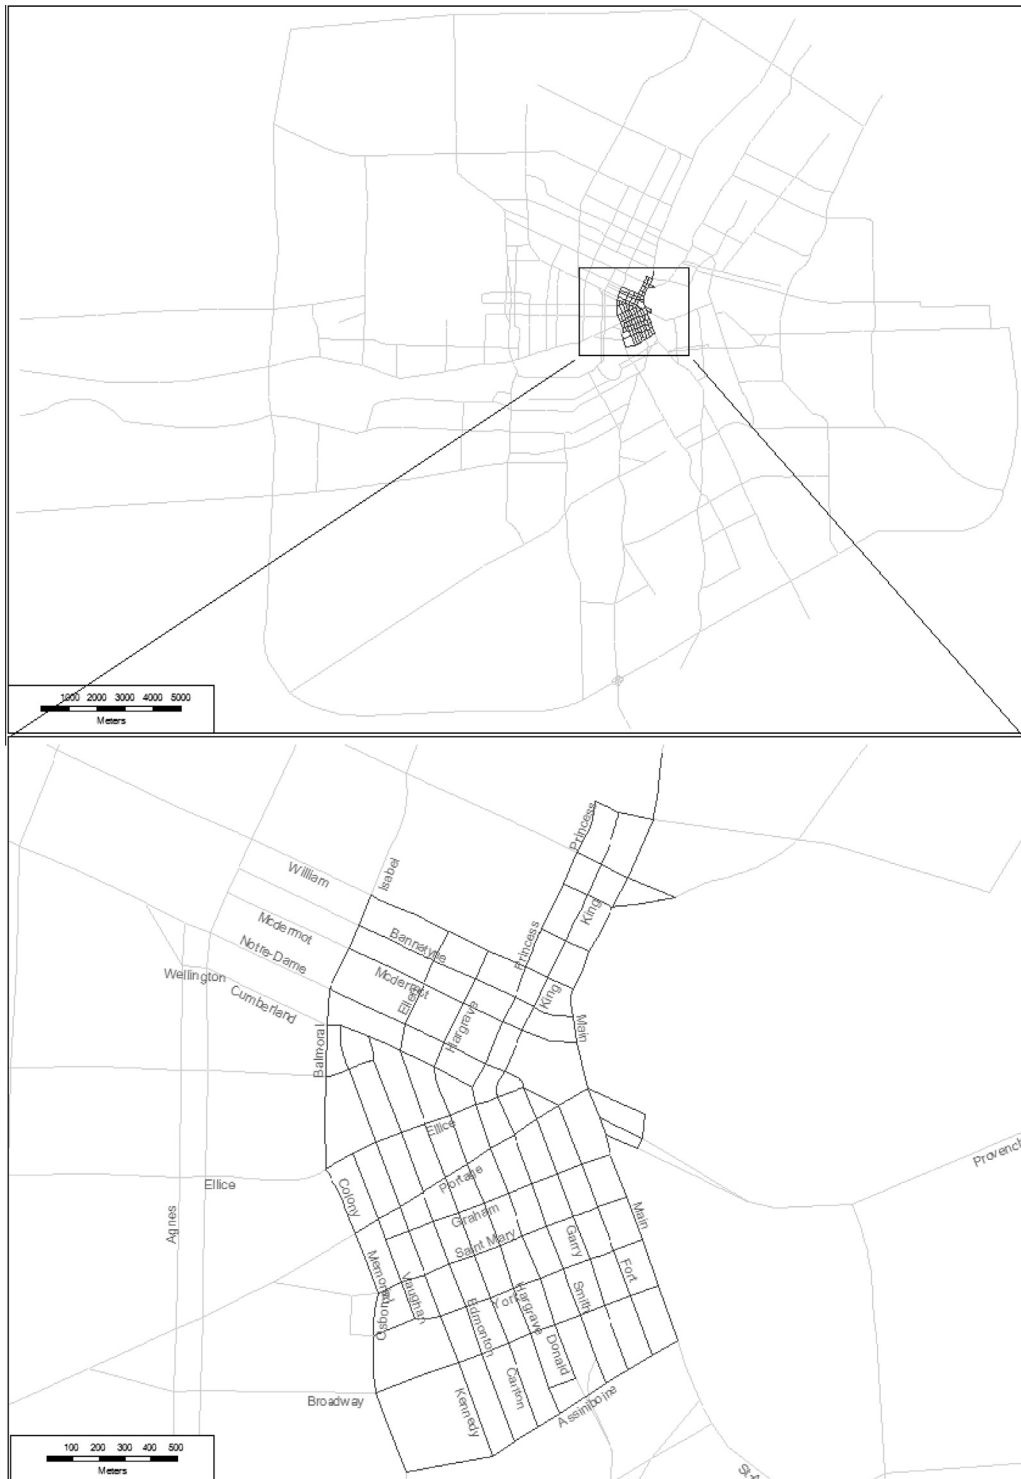 1000 2000 3000 4000 5000
Meters
Princess
Isabel
William
King
Mcdermot
Bannatyne
Princess
Notre-Dame
Wellington
Mcdermot
Ellen
King
Cumberland
Hargrave
Main
Balmoral
Ellice
Provench
Portage
Ellice
Colony
Graham
Main
Agnes
Saint Mary
Garry
Memorial
Vaughan
Fort
Smith
York
Osborne
Hargrave
Edmonton
Donald
Carlton
Broadway
Kennedy
Assiniboine
100 200 300 400 500
Meters